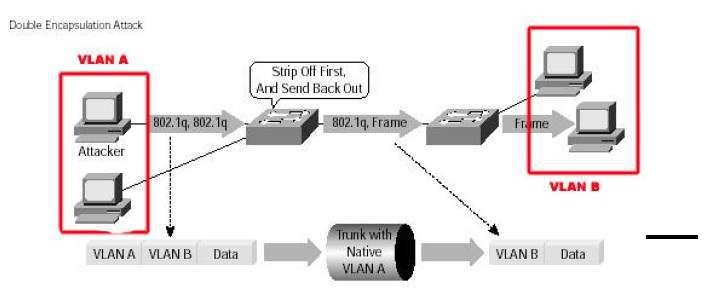 Double Encapsulation Attack
VLAN A
Strip Off First,
And Send Back Out
802.1q, 802.1q
802.1q, Frame
Frame
Attacker
VLAN B
VLAN A
VLAN B
Data
Trunk with
Native
VLAN A
VLAN B
Data